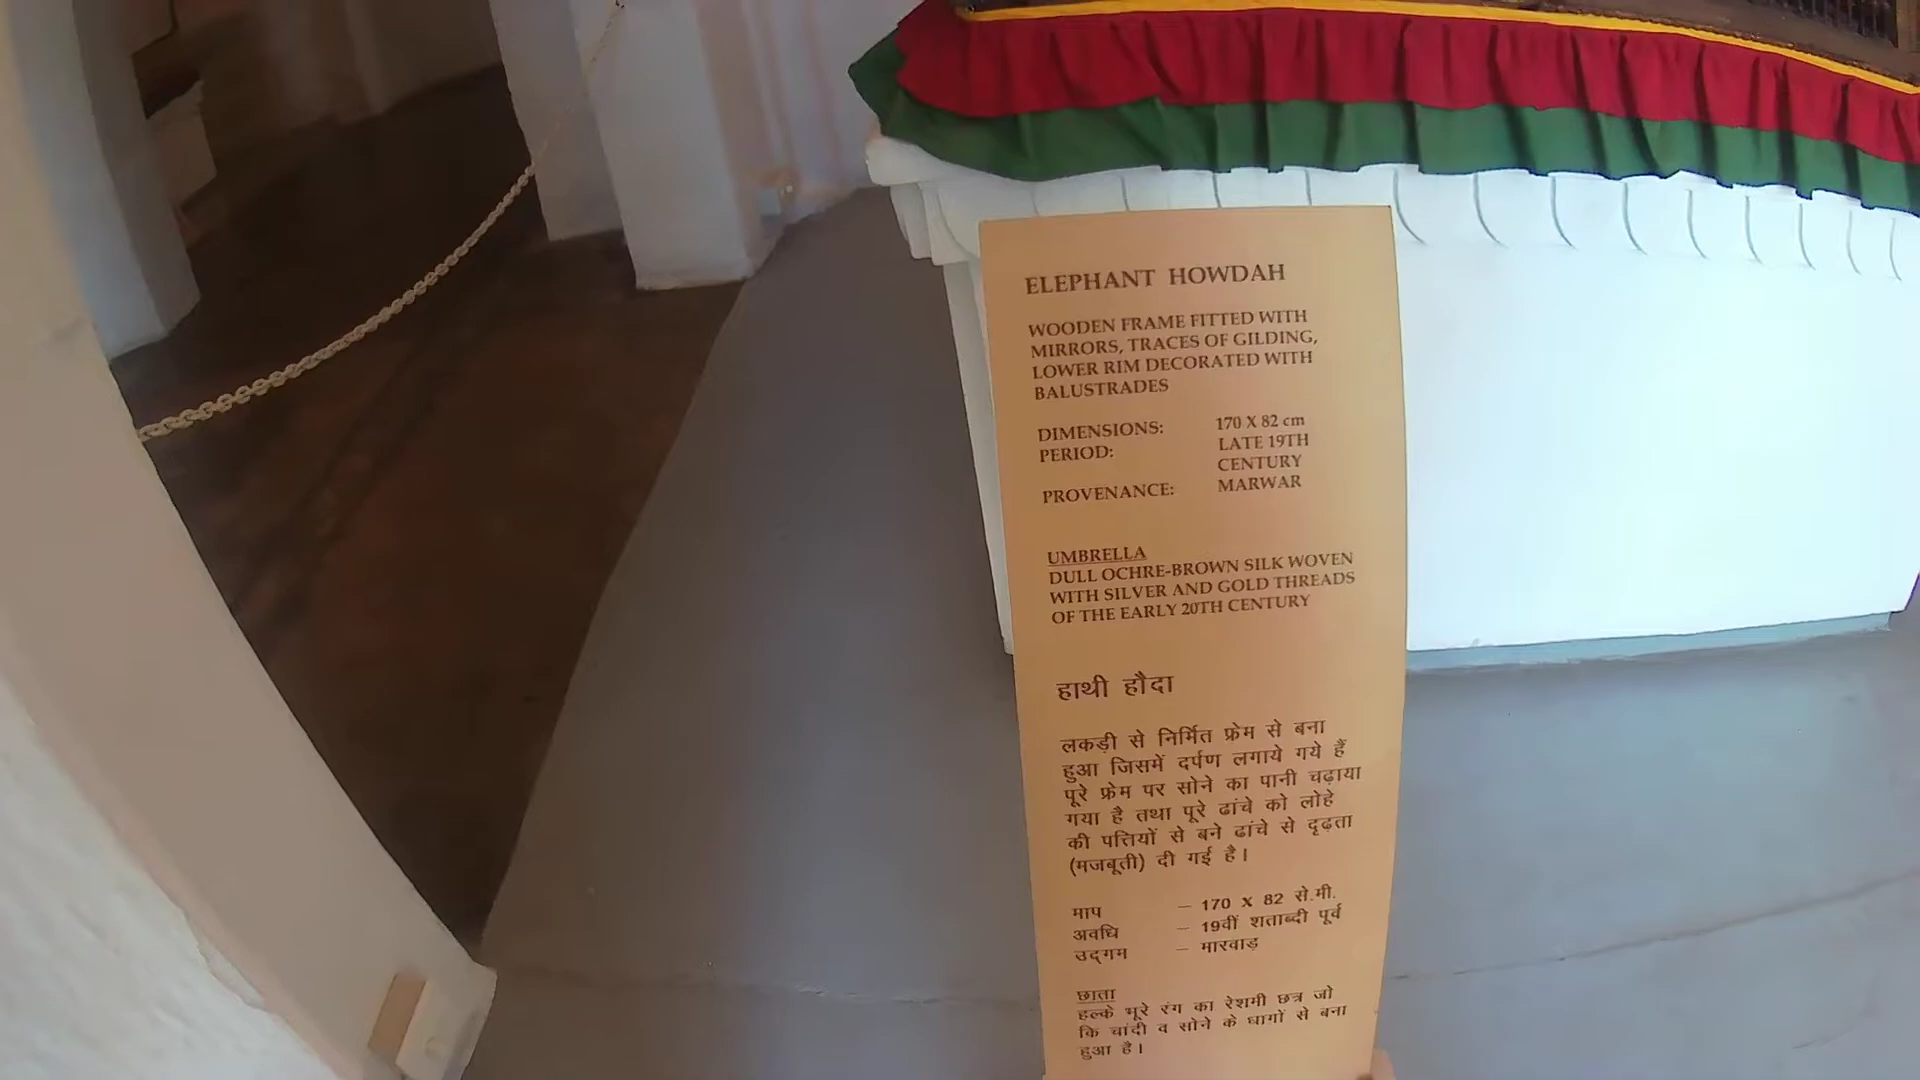 ELEPHANT HOWDAH
WOODEN FRAME FITTED WITH
MIRRORS, TRACES OF GILDING,
LOWER RIM DECORATED WITH
BALUSTRADES
DIMENSIONS: 170 X 82 cm
PERIOD: LATE 19TH
CENTURY
PROVENANCE: MARWAR
UMBRELLA
DULL OCHRE-BROWN SILK WOVEN
WITH SILVER AND GOLD THREADS
OF THE EARLY 20TH CENTURY
हाथी हौदा
लकड़ी से निर्मित फ्रेम से बना
हुआ जिसमें दर्पण लगाये गये हैं
पूरे फ्रेम पर सोने का पानी चढ़ाया
गया है तथा पूरे ढांचे को लोहे
की पत्तियों से बने ढांचे से दृढ़ता
(मजबूती) दी गई है।
माप – 170 X 82 से.मी.
अवधि – 19वीं शताब्दी पूर्व
उद्गम – मारवाड़
छाता
हल्के भूरे रंग का रेशमी छत्र जो
कि चांदी व सोने के धागों से बना
हुआ है।